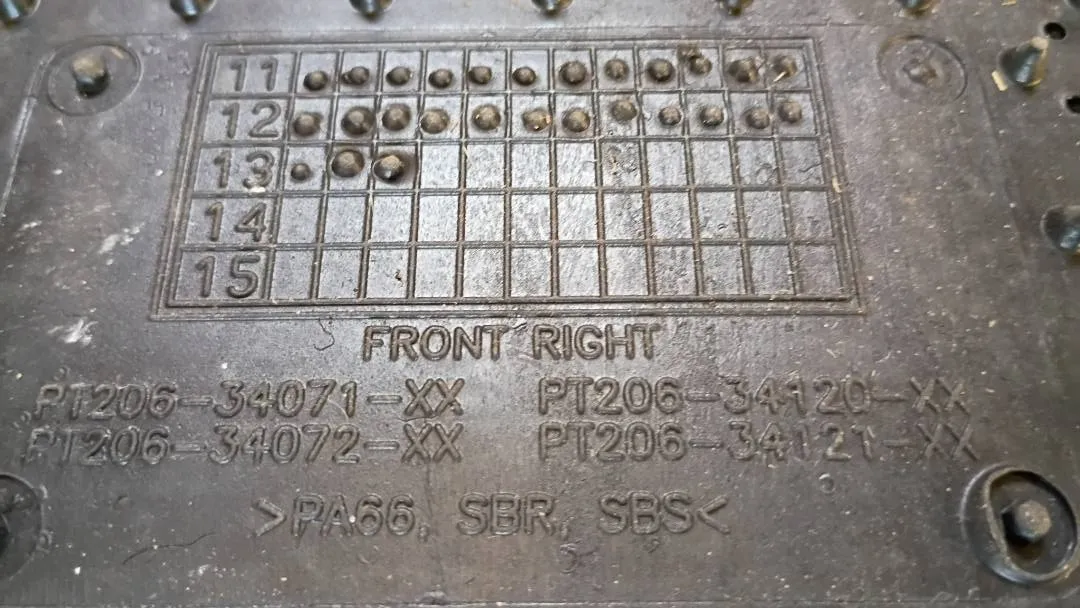 11
12
13
14
15
FRONT RIGHT
PT206-34071-XX PT206-34120-XX
PT206-34072-XX PT206-34121-XX
>PA66, SBR, SBS<